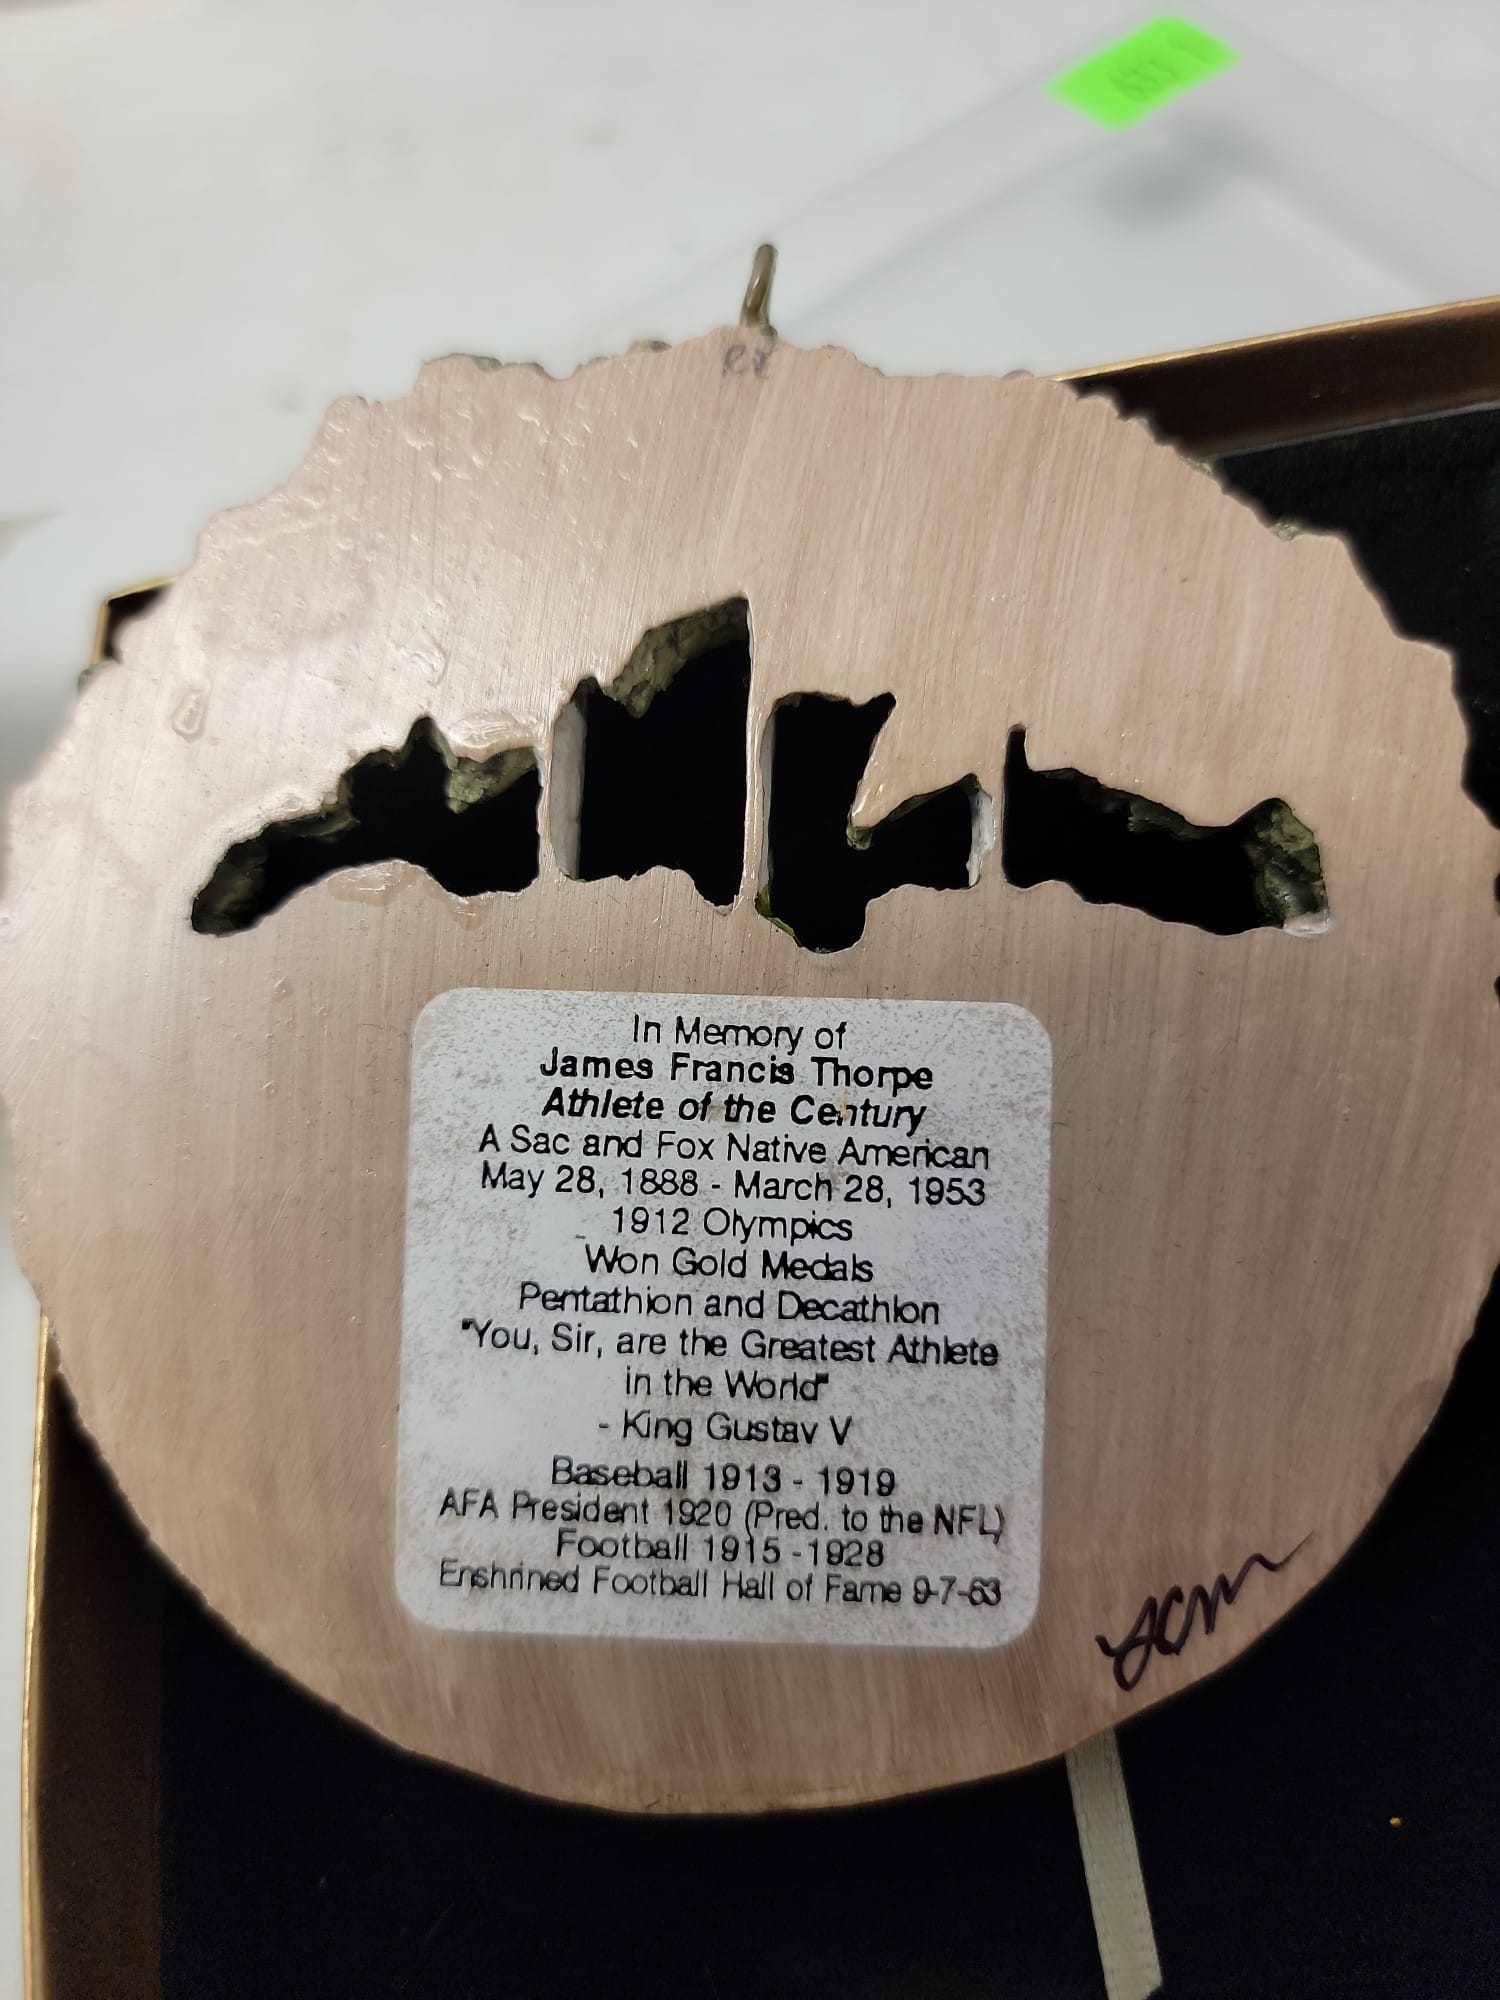 In Memory of
James Francis Thorpe
Athlete of the Century
A Sac and Fox Native American
May 28, 1888 - March 28, 1953
1912 Olympics
Won Gold Medals
Pentathlon and Decathlon
"You, Sir, are the Greatest Athlete
in the World"
- King Gustav V
Baseball 1913 - 1919
AFA President 1920 (Pred. to the NFL)
Football 1915 - 1928
Enshrined Football Hall of Fame 9-7-63